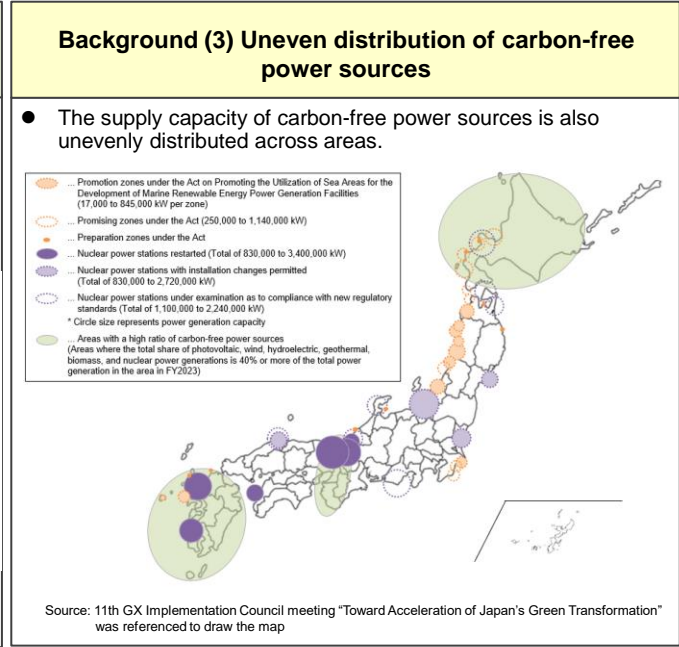 Background (3) Uneven distribution of carbon-free
power sources
● The supply capacity of carbon-free power sources is also
unevenly distributed across areas.
... Promotion zones under the Act on Promoting the Utilization of Sea Areas for the
Development of Marine Renewable Energy Power Generation Facilities
(17,000 to 845,000 kW per zone)
... Promising zones under the Act (250,000 to 1,140,000 kW)
... Preparation zones under the Act
... Nuclear power stations restarted (Total of 830,000 to 3,400,000 kW)
... Nuclear power stations with installation changes permitted
(Total of 830,000 to 2,720,000 kW)
... Nuclear power stations under examination as to compliance with new regulatory
standards (Total of 1,100,000 to 2,240,000 kW)
* Circle size represents power generation capacity
... Areas with a high ratio of carbon-free power sources
(Areas where the total share of photovoltaic, wind, hydroelectric, geothermal,
biomass, and nuclear power generations is 40% or more of the total power
generation in the area in FY2023)
Source: 11th GX Implementation Council meeting “Toward Acceleration of Japan’s Green Transformation”
was referenced to draw the map